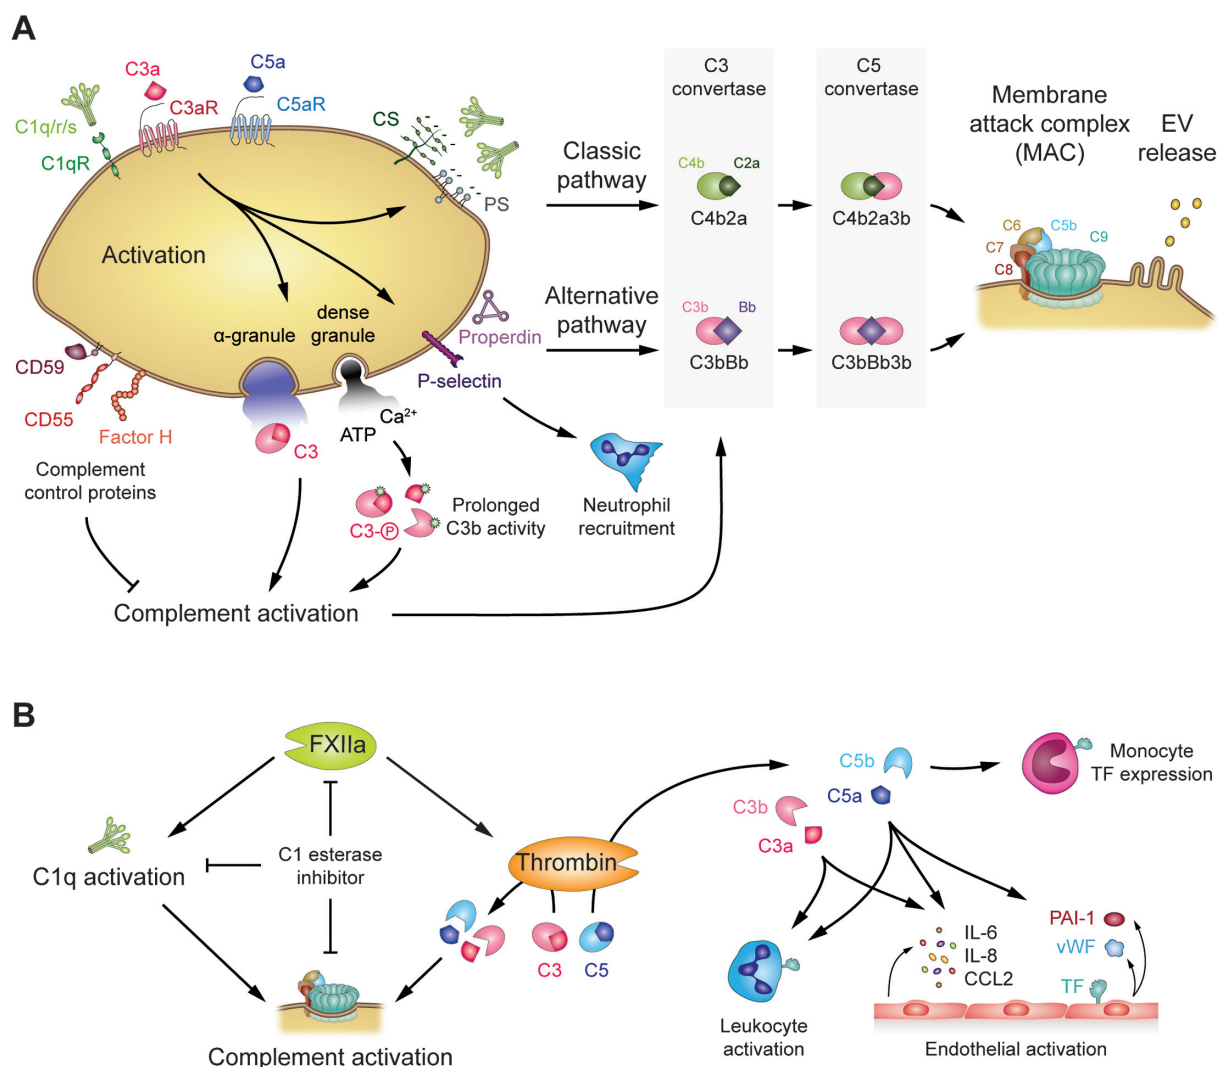 A
C3a
C5a
C3aR
C5aR
C1q/r/s
C1qR
CS
PS
Activation
α-granule
dense
granule
Properdin
P-selectin
CD59
CD55
Factor H
C3
ATP
Ca²⁺
Complement
control proteins
C3-P
Prolonged
C3b activity
Neutrophil
recruitment
Complement activation
Classic
pathway
Alternative
pathway
C3
convertase
C4b
C2a
C4b2a
C3b
Bb
C3bBb
C5
convertase
C4b2a3b
C3bBb3b
Membrane
attack complex
(MAC)
EV
release
C6
C5b
C7
C9
C8
B
FXIIa
C1q activation
C1 esterase
inhibitor
Thrombin
C3
C5
Complement activation
C5b
C5a
C3b
C3a
Monocyte
TF expression
Leukocyte
activation
IL-6
IL-8
CCL2
PAI-1
vWF
TF
Endothelial activation